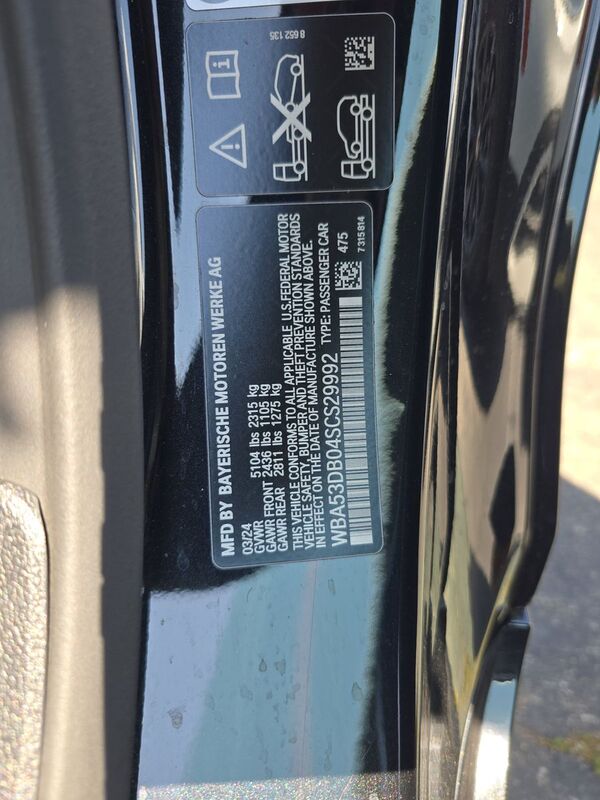 8 652 135
MFD BY BAYERISCHE MOTOREN WERKE AG
03/24
GVWR 5104 lbs 2315 kg
GAWR FRONT 2436 lbs 1105 kg
GAWR REAR 2811 lbs 1275 kg
THIS VEHICLE CONFORMS TO ALL APPLICABLE U.S.FEDERAL MOTOR
VEHICLE SAFETY, BUMPER AND THEFT PREVENTION STANDARDS
IN EFFECT ON THE DATE OF MANUFACTURE SHOWN ABOVE.
WBA53DB04SCS29992 TYPE: PASSENGER CAR
475
7 315 814